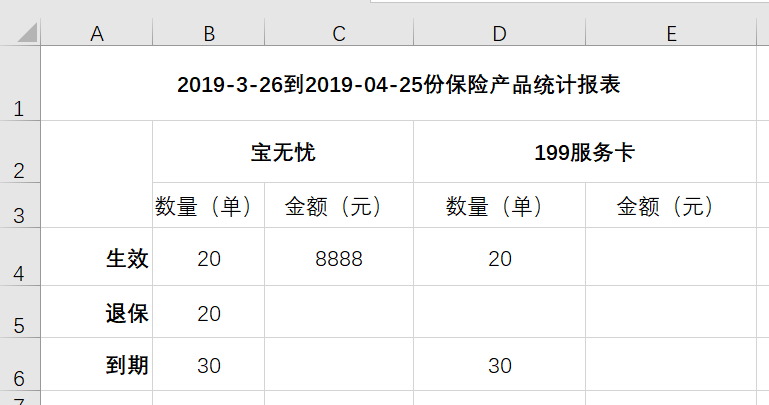 A B C D E
1 2019-3-26到2019-04-25份保险产品统计报表
2 宝无忧 199服务卡
3 数量（单） 金额（元） 数量（单） 金额（元）
4 生效 20 8888 20
5 退保 20
6 到期 30 30